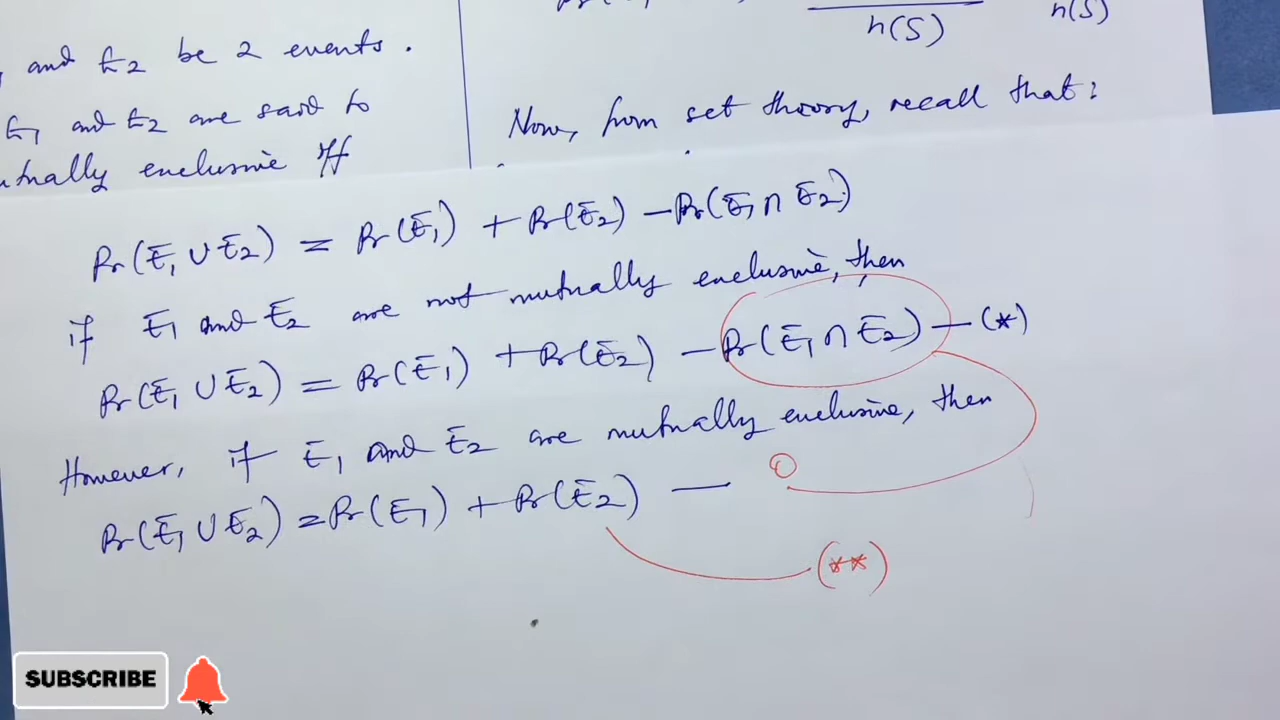 and E2 be 2 events.
E1 and E2 are said to
mutually exclusive iff
n(S)
n(S)
Now, from set theory, recall that:
Pr(E1 ∪ E2) = Pr(E1) + Pr(E2) - Pr(E1 ∩ E2)
if E1 and E2 are not mutually exclusive, then
Pr(E1 ∪ E2) = Pr(E1) + Pr(E2) - Pr(E1 ∩ E2) — (*)
However, if E1 and E2 are mutually exclusive, then
0
Pr(E1 ∪ E2) = Pr(E1) + Pr(E2) —
(**)
SUBSCRIBE